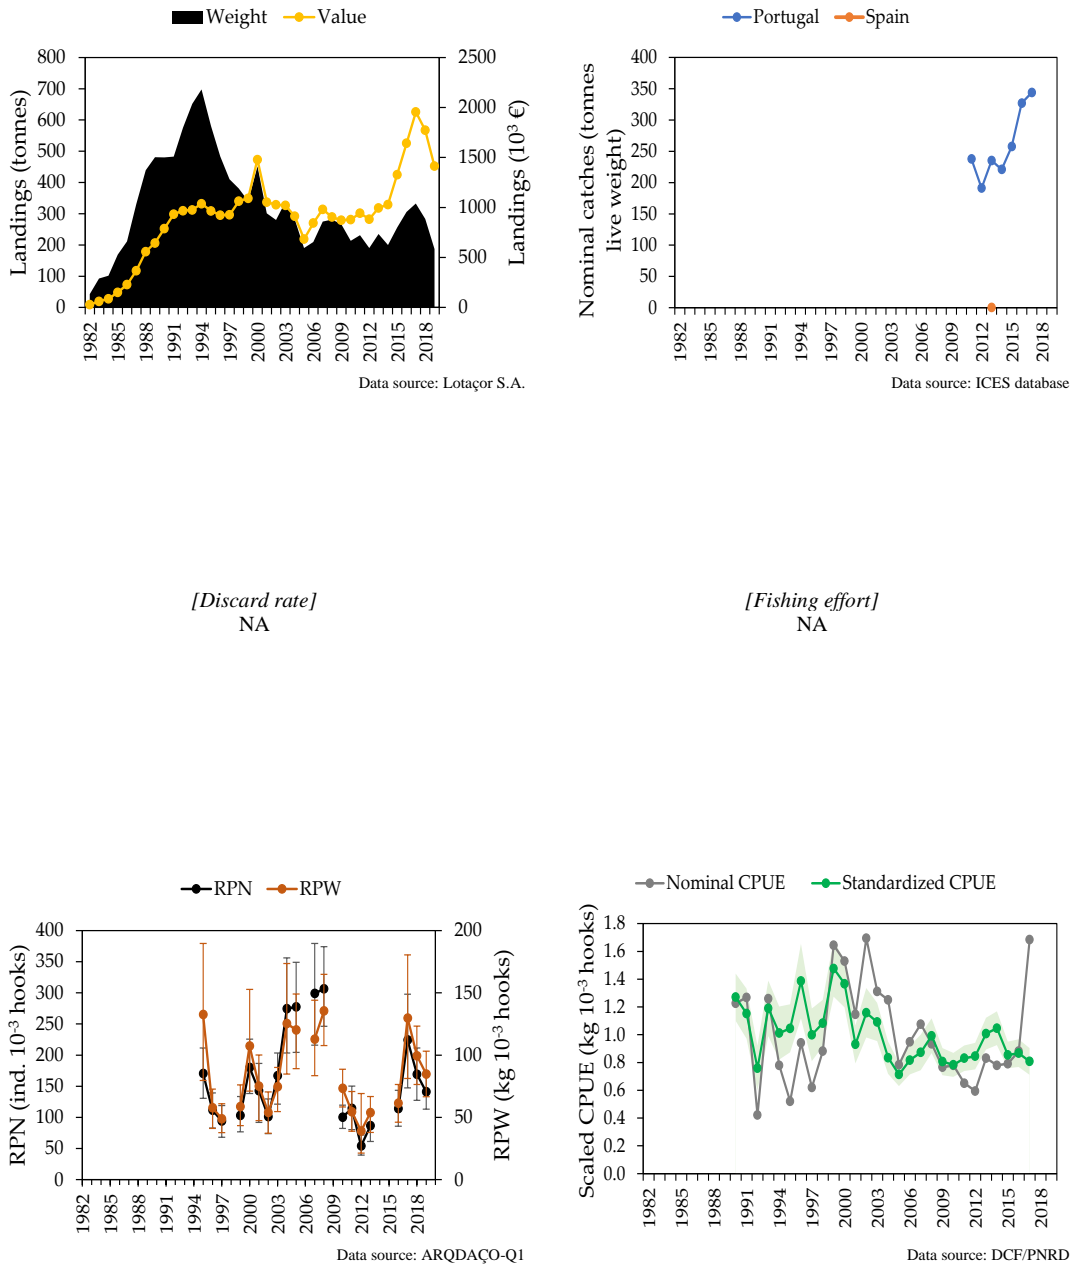 Weight Value
Landings (tonnes)
800
700
600
500
400
300
200
100
0
2500
2000
1500
1000
500
0
Landings (10³ €)
1982 1985 1988 1991 1994 1997 2000 2003 2006 2009 2012 2015 2018
Data source: Lotaçor S.A.
Portugal Spain
Nominal catches (tonnes
live weight)
400
350
300
250
200
150
100
50
0
1982 1985 1988 1991 1994 1997 2000 2003 2006 2009 2012 2015 2018
Data source: ICES database
[Discard rate]
NA
[Fishing effort]
NA
RPN RPW
RPN (ind. 10⁻³ hooks)
400
350
300
250
200
150
100
50
0
200
150
100
50
0
RPW (kg 10⁻³ hooks)
1982 1985 1988 1991 1994 1997 2000 2003 2006 2009 2012 2015 2018
Data source: ARQDAÇO-Q1
Nominal CPUE Standardized CPUE
Scaled CPUE (kg 10⁻³ hooks)
1.8
1.6
1.4
1.2
1.0
0.8
0.6
0.4
0.2
0.0
1982 1985 1988 1991 1994 1997 2000 2003 2006 2009 2012 2015 2018
Data source: DCF/PNRD